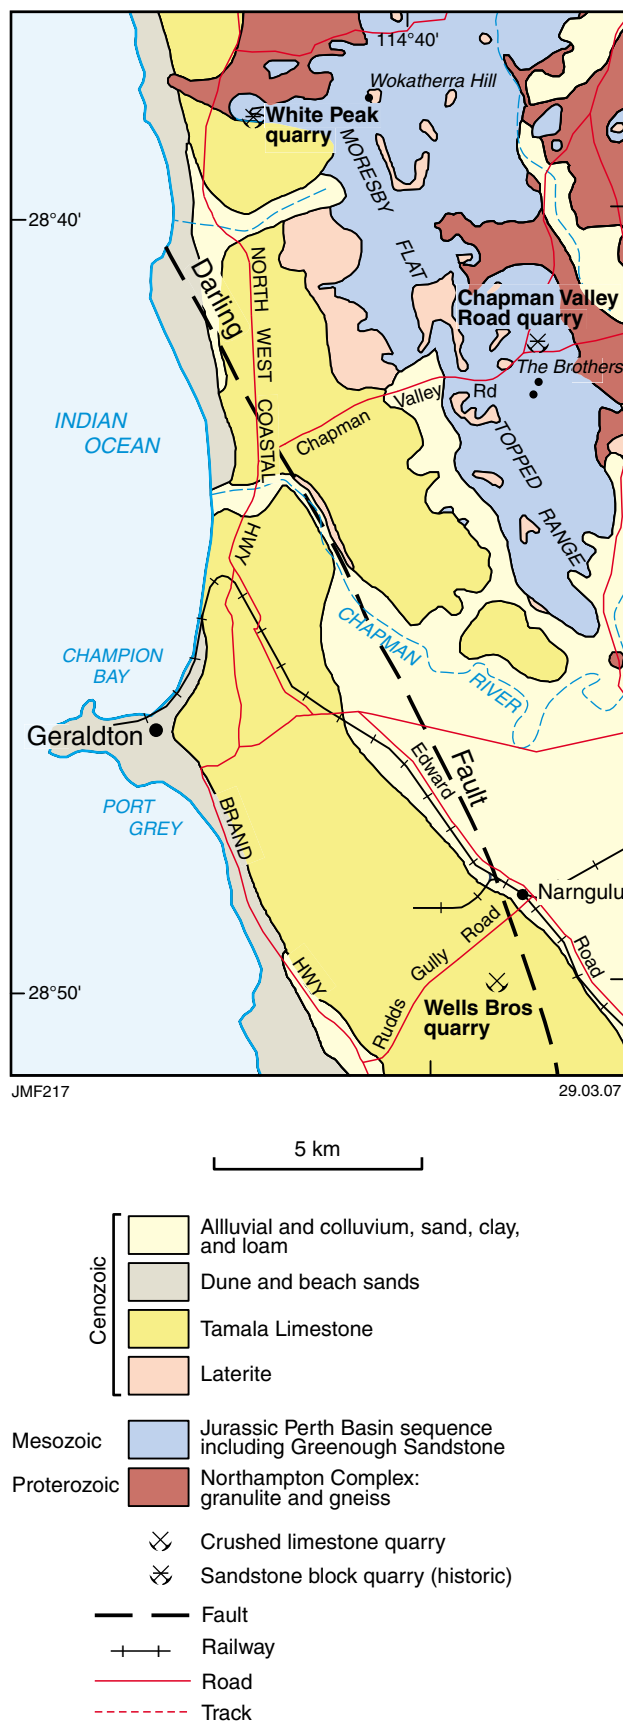 114°40'
Wokatherra Hill
White Peak
quarry
MORESBY
28°40'
FLAT
Darling
NORTH WEST COASTAL
HWY
Chapman Valley
Road quarry
The Brothers
Chapman Valley Rd
INDIAN
OCEAN
TOPPED
RANGE
CHAMPION
BAY
CHAPMAN
RIVER
Geraldton
Fault
Edward
Road
PORT
GREY
BRAND
HWY
Narngulu
Rudds Gully Road
28°50'
Wells Bros
quarry
JMF217
29.03.07
5 km
Cenozoic
Allluvial and colluvium, sand, clay,
and loam
Dune and beach sands
Tamala Limestone
Laterite
Mesozoic
Jurassic Perth Basin sequence
including Greenough Sandstone
Proterozoic
Northampton Complex:
granulite and gneiss
Crushed limestone quarry
Sandstone block quarry (historic)
Fault
Railway
Road
Track